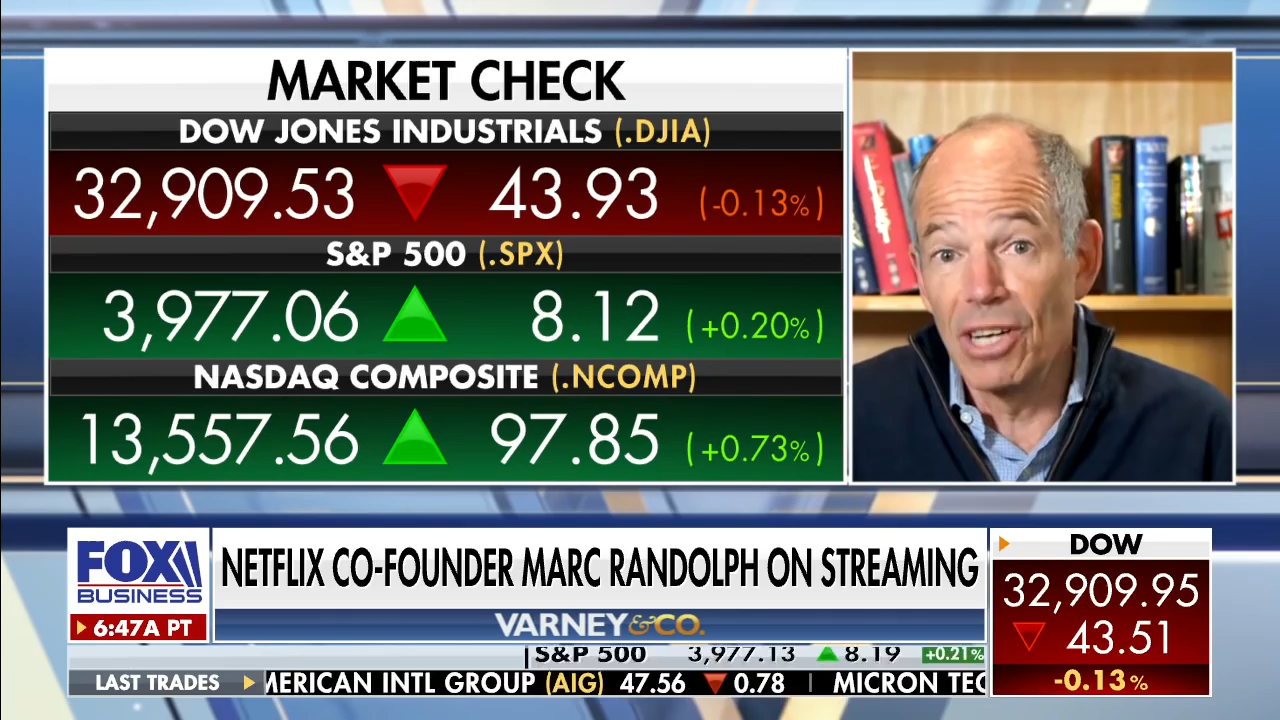 MARKET CHECK
DOW JONES INDUSTRIALS (.DJIA)
32,909.53 43.93 (-0.13%)
S&P 500 (.SPX)
3,977.06 8.12 (+0.20%)
NASDAQ COMPOSITE (.NCOMP)
13,557.56 97.85 (+0.73%)
FOX BUSINESS
6:47A PT
NETFLIX CO-FOUNDER MARC RANDOLPH ON STREAMING
VARNEY&CO.
DOW
32,909.95
43.51
-0.13%
S&P 500 3,977.13 8.19 +0.21%
LAST TRADES MERICAN INTL GROUP (AIG) 47.56 0.78 | MICRON TEC